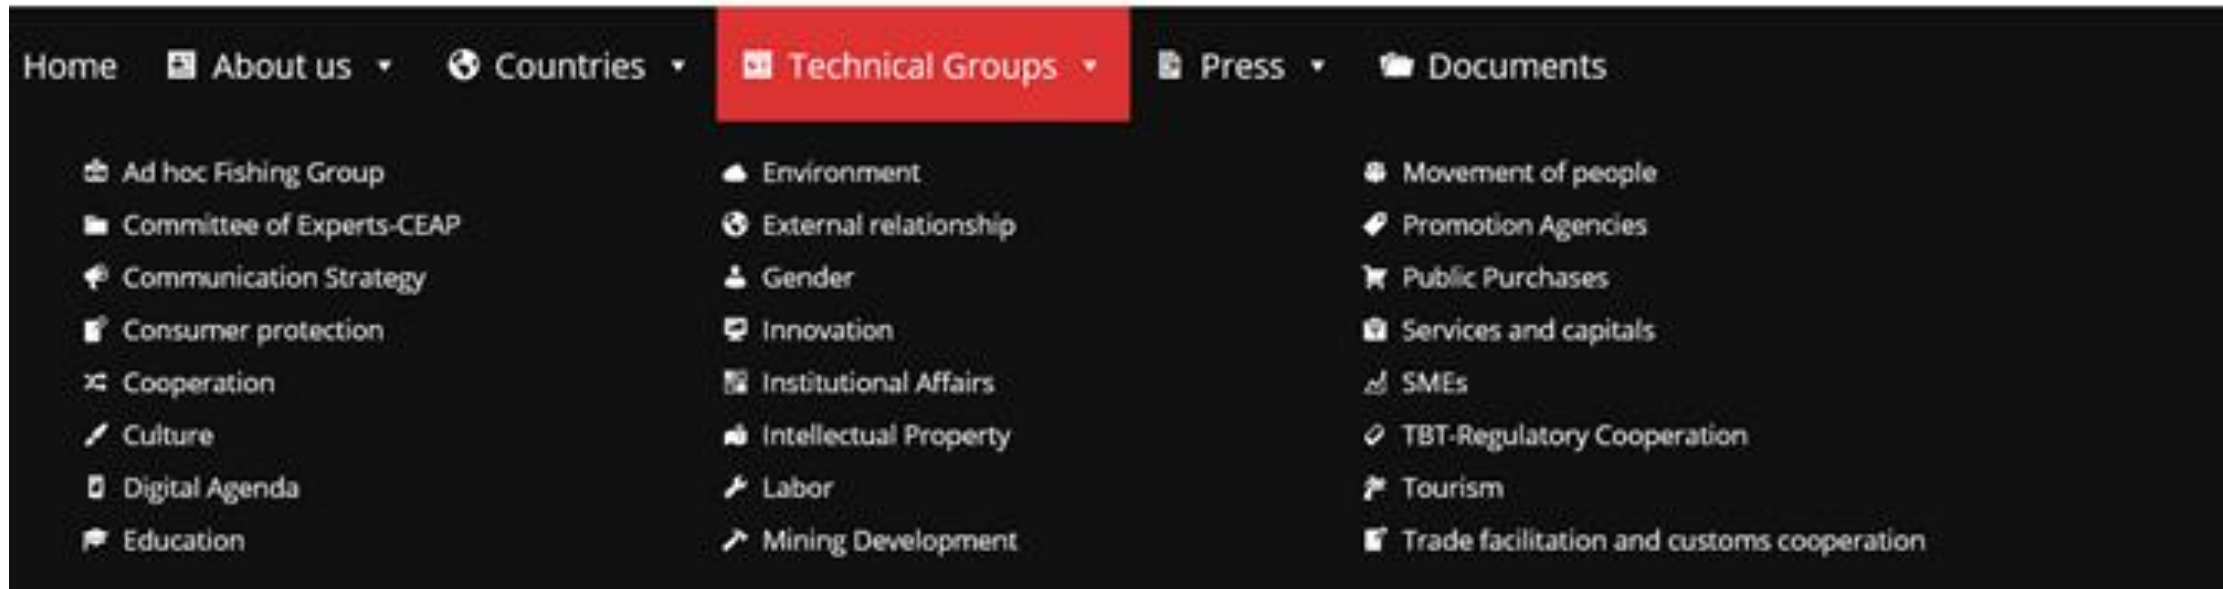 Home About us Countries Technical Groups Press Documents
Ad hoc Fishing Group
Committee of Experts-CEAP
Communication Strategy
Consumer protection
Cooperation
Culture
Digital Agenda
Education
Environment
External relationship
Gender
Innovation
Institutional Affairs
Intellectual Property
Labor
Mining Development
Movement of people
Promotion Agencies
Public Purchases
Services and capitals
SMEs
TBT-Regulatory Cooperation
Tourism
Trade facilitation and customs cooperation